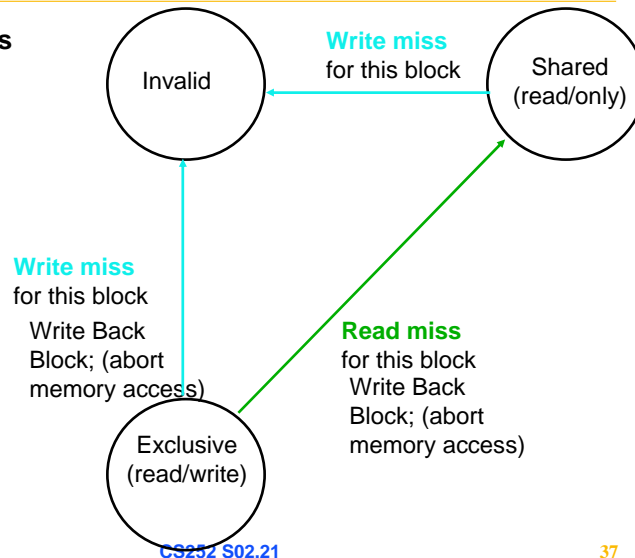 s
Invalid
Write miss
for this block
Shared
(read/only)
Write miss
for this block
Write Back
Block; (abort
memory access)
Read miss
for this block
Write Back
Block; (abort
memory access)
Exclusive
(read/write)
CS252 S02.21
37